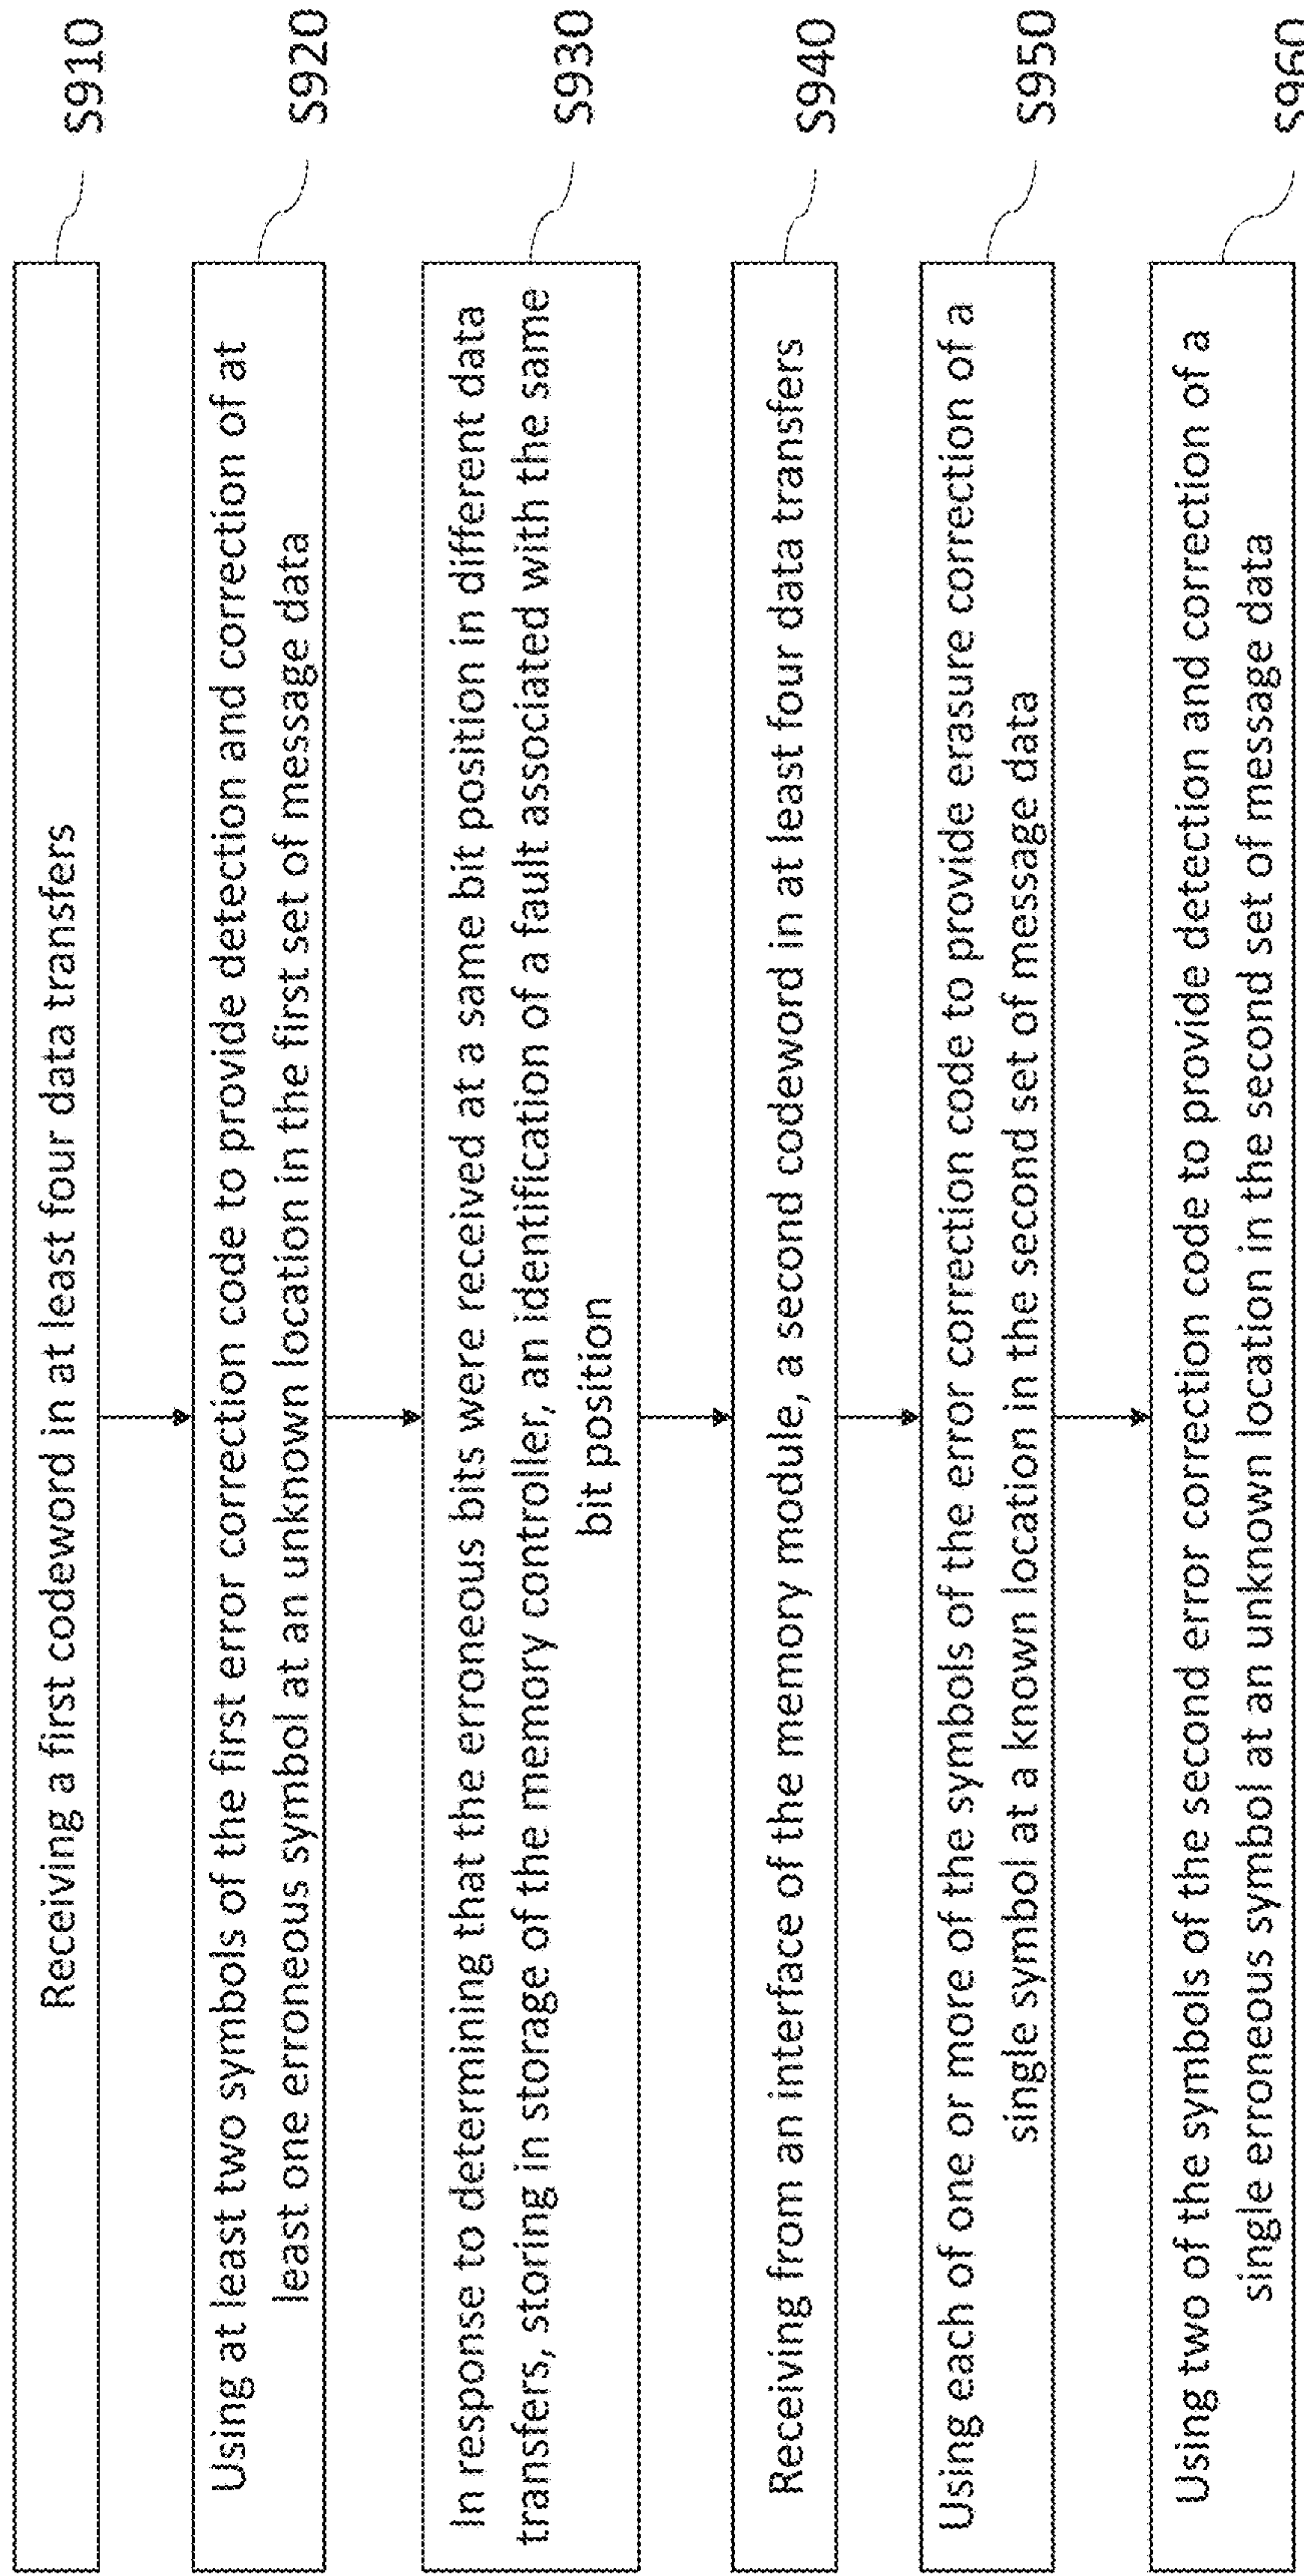 Receiving a first codeword in at least four data transfers
S910
Using at least two symbols of the first error correction code to provide detection and correction of at
least one erroneous symbol at an unknown location in the first set of message data
S920
In response to determining that the erroneous bits were received at a same bit position in different data
transfers, storing in storage of the memory controller, an identification of a fault associated with the same
bit position
S930
Receiving from an interface of the memory module, a second codeword in at least four data transfers
S940
Using each of one or more of the symbols of the error correction code to provide erasure correction of a
single symbol at a known location in the second set of message data
S950
Using two of the symbols of the second error correction code to provide detection and correction of a
single erroneous symbol at an unknown location in the second set of message data
S960